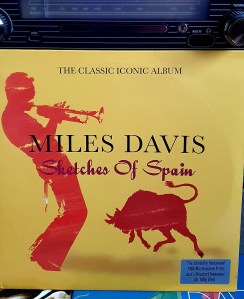 THE CLASSIC ICONIC ALBUM
MILES DAVIS
Sketches Of Spain